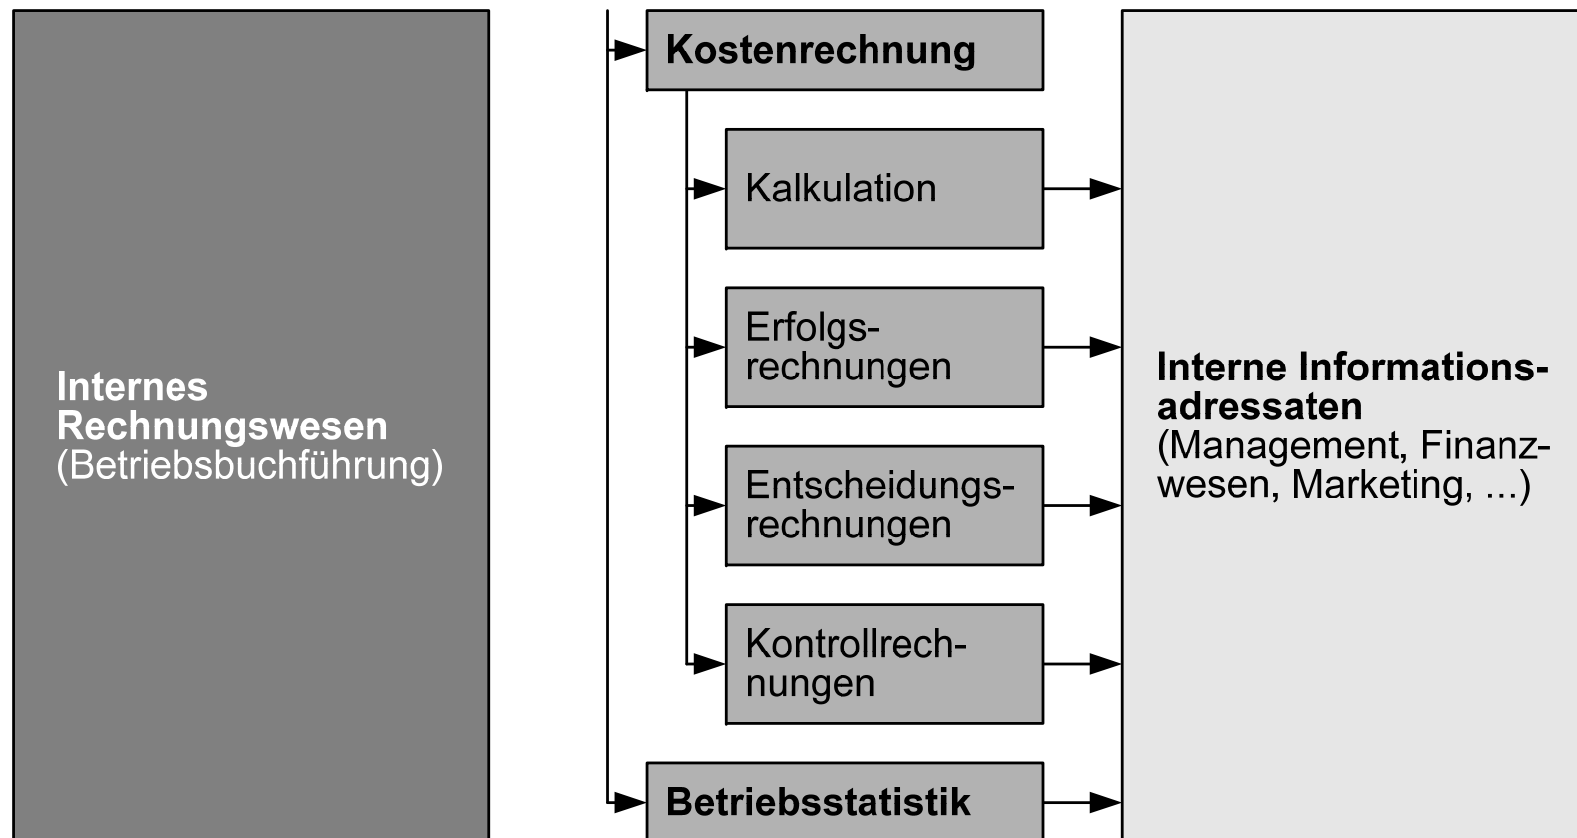 Internes
Rechnungswesen
(Betriebsbuchführung)
Kostenrechnung
Kalkulation
Erfolgs-
rechnungen
Entscheidungs-
rechnungen
Kontrollrech-
nungen
Betriebsstatistik
Interne Informations-
adressaten
(Management, Finanz-
wesen, Marketing, ...)